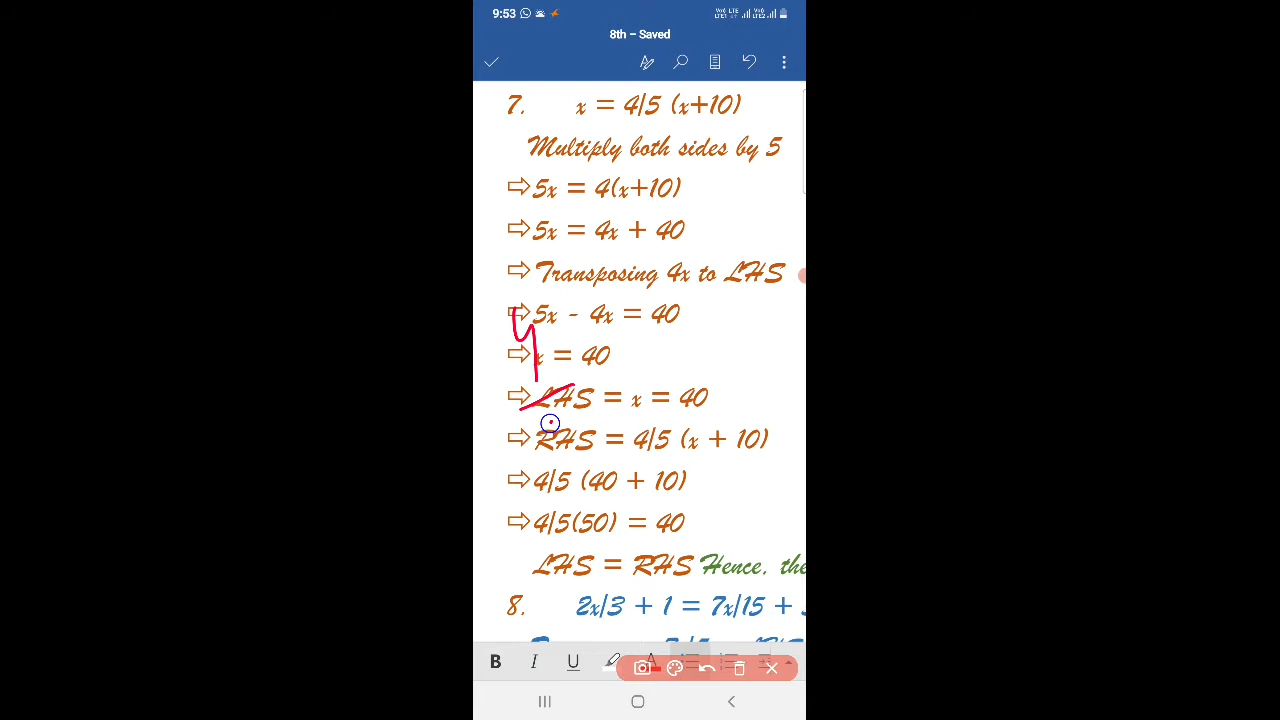 9:53
8th – Saved
7. x = 4/5 (x+10)
Multiply both sides by 5
⇨5x = 4(x+10)
⇨5x = 4x + 40
⇨ Transposing 4x to LHS
⇨5x - 4x = 40
⇨x = 40
⇨LHS = x = 40
⇨RHS = 4/5 (x + 10)
⇨4/5 (40 + 10)
⇨4/5(50) = 40
LHS = RHS Hence, the
8. 2x/3 + 1 = 7x/15 +
B I U A